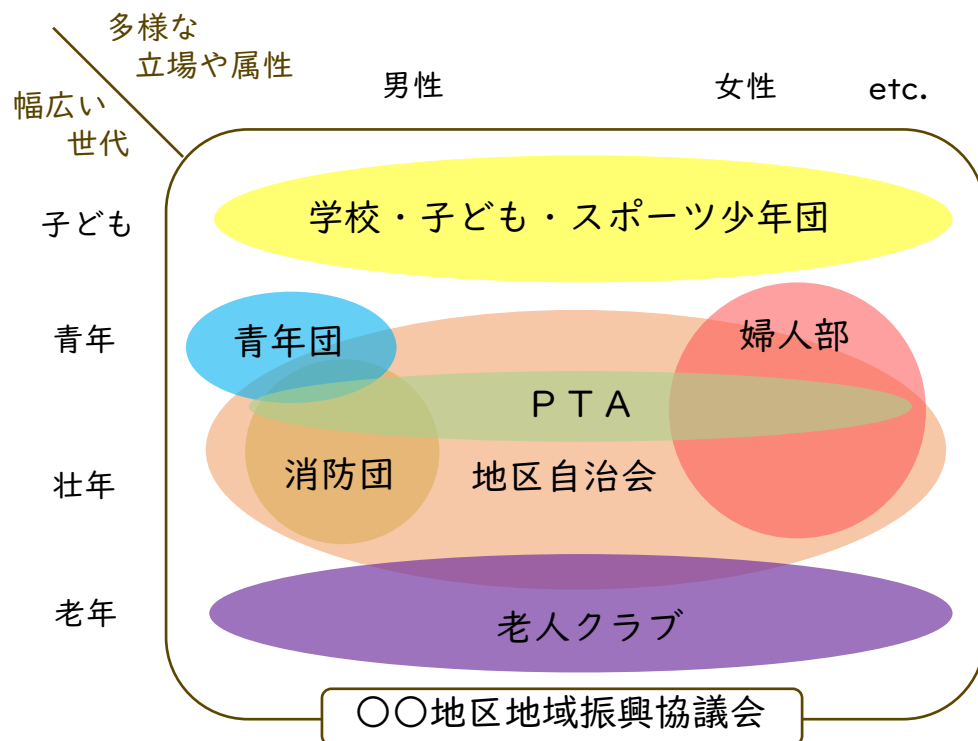 多様な
立場や属性
幅広い
世代
男性
女性
etc.
子ども
学校・子ども・スポーツ少年団
青年
青年団
婦人部
PTA
壮年
消防団
地区自治会
老年
老人クラブ
〇〇地区地域振興協議会